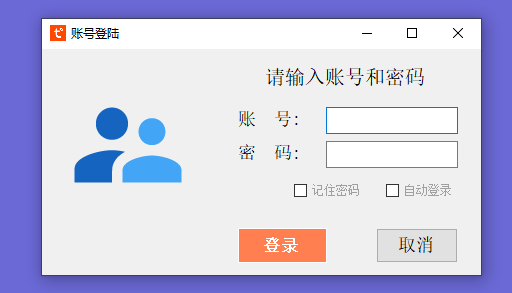 账号登陆
请输入账号和密码
账 号：
密 码：
记住密码 自动登录
登录 取消